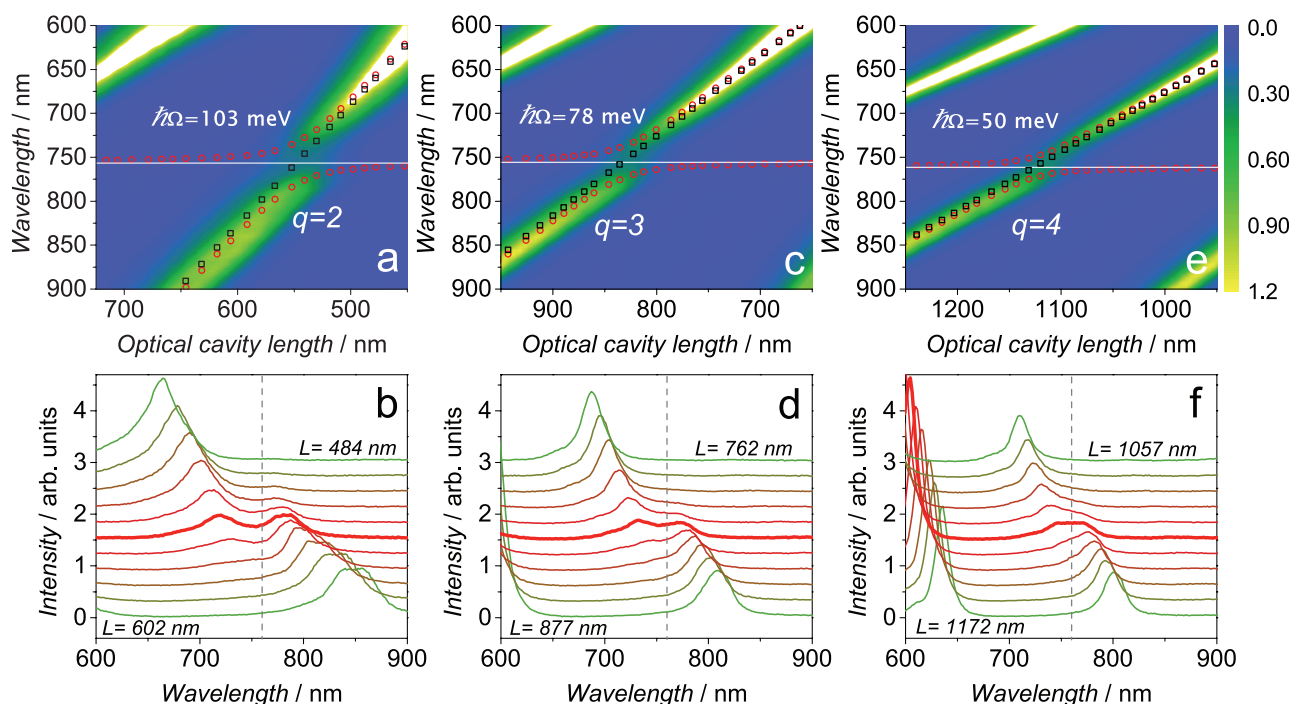 600
650
700
750
800
850
900
Wavelength / nm
ℏΩ=103 meV
q=2
a
700
600
500
Optical cavity length / nm
600
650
700
750
800
850
900
Wavelength / nm
ℏΩ=78 meV
q=3
c
900
800
700
Optical cavity length / nm
600
650
700
750
800
850
900
Wavelength / nm
ℏΩ=50 meV
q=4
e
1200
1100
1000
Optical cavity length / nm
0.0
0.30
0.60
0.90
1.2
4
3
2
1
0
Intensity / arb. units
b
L= 484 nm
L= 602 nm
600
700
800
900
Wavelength / nm
4
3
2
1
0
Intensity / arb. units
d
L= 762 nm
L= 877 nm
600
700
800
900
Wavelength / nm
4
3
2
1
0
Intensity / arb. units
f
L= 1057 nm
L= 1172 nm
600
700
800
900
Wavelength / nm